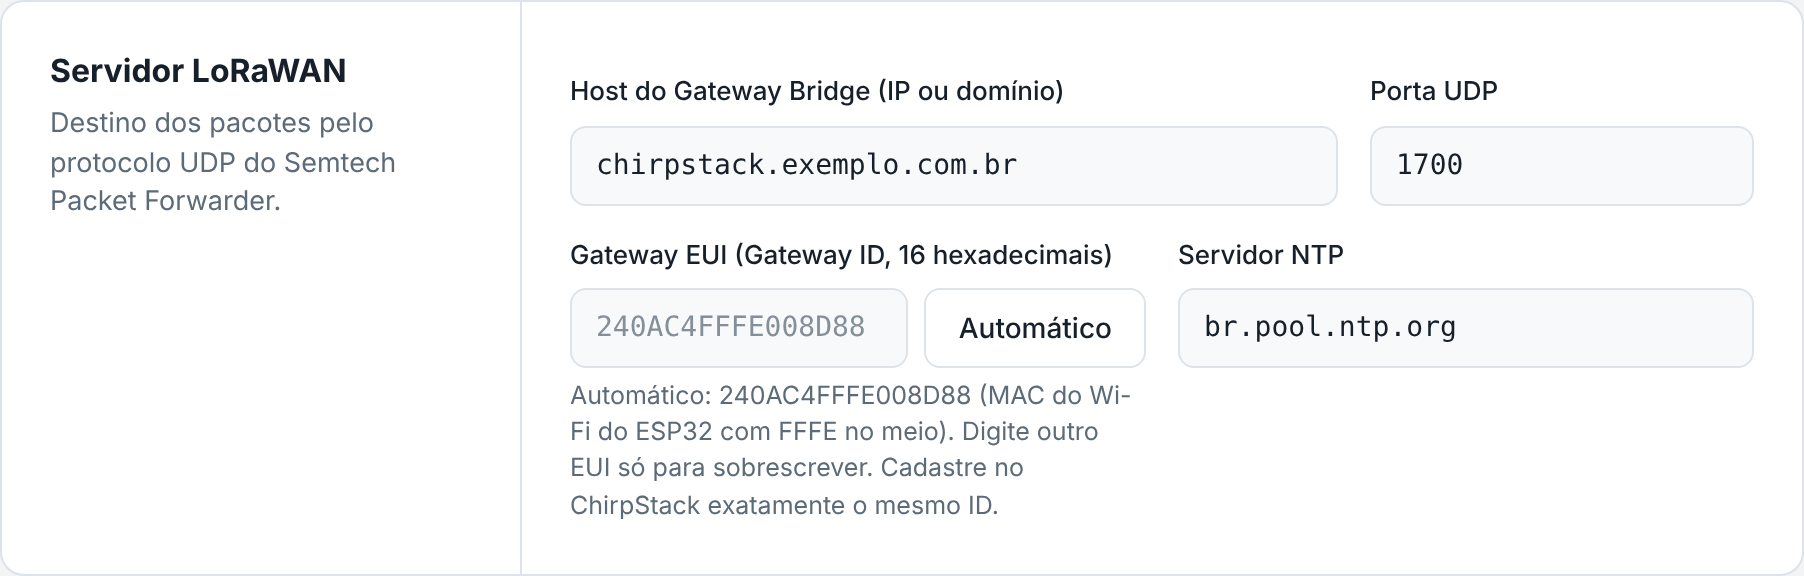 Servidor LoRaWAN
Destino dos pacotes pelo
protocolo UDP do Semtech
Packet Forwarder.
Host do Gateway Bridge (IP ou domínio)
Porta UDP
chirpstack.exemplo.com.br
1700
Gateway EUI (Gateway ID, 16 hexadecimais)
Servidor NTP
240AC4FFFE008D88
Automático
br.pool.ntp.org
Automático: 240AC4FFFE008D88 (MAC do Wi-
Fi do ESP32 com FFFE no meio). Digite outro
EUI só para sobrescrever. Cadastre no
ChirpStack exatamente o mesmo ID.